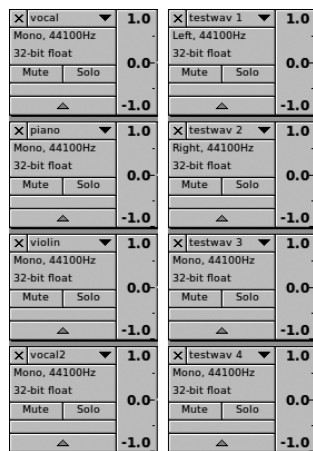 X vocal 1.0
Mono, 44100Hz
32-bit float
Mute Solo
0.0
-1.0
X piano 1.0
Mono, 44100Hz
32-bit float
Mute Solo
0.0
-1.0
X violin 1.0
Mono, 44100Hz
32-bit float
Mute Solo
0.0
-1.0
X vocal2 1.0
Mono, 44100Hz
32-bit float
Mute Solo
0.0
-1.0
X testwav 1 1.0
Left, 44100Hz
32-bit float
Mute Solo
0.0
-1.0
X testwav 2 1.0
Right, 44100Hz
32-bit float
Mute Solo
0.0
-1.0
X testwav 3 1.0
Mono, 44100Hz
32-bit float
Mute Solo
0.0
-1.0
X testwav 4 1.0
Mono, 44100Hz
32-bit float
Mute Solo
0.0
-1.0